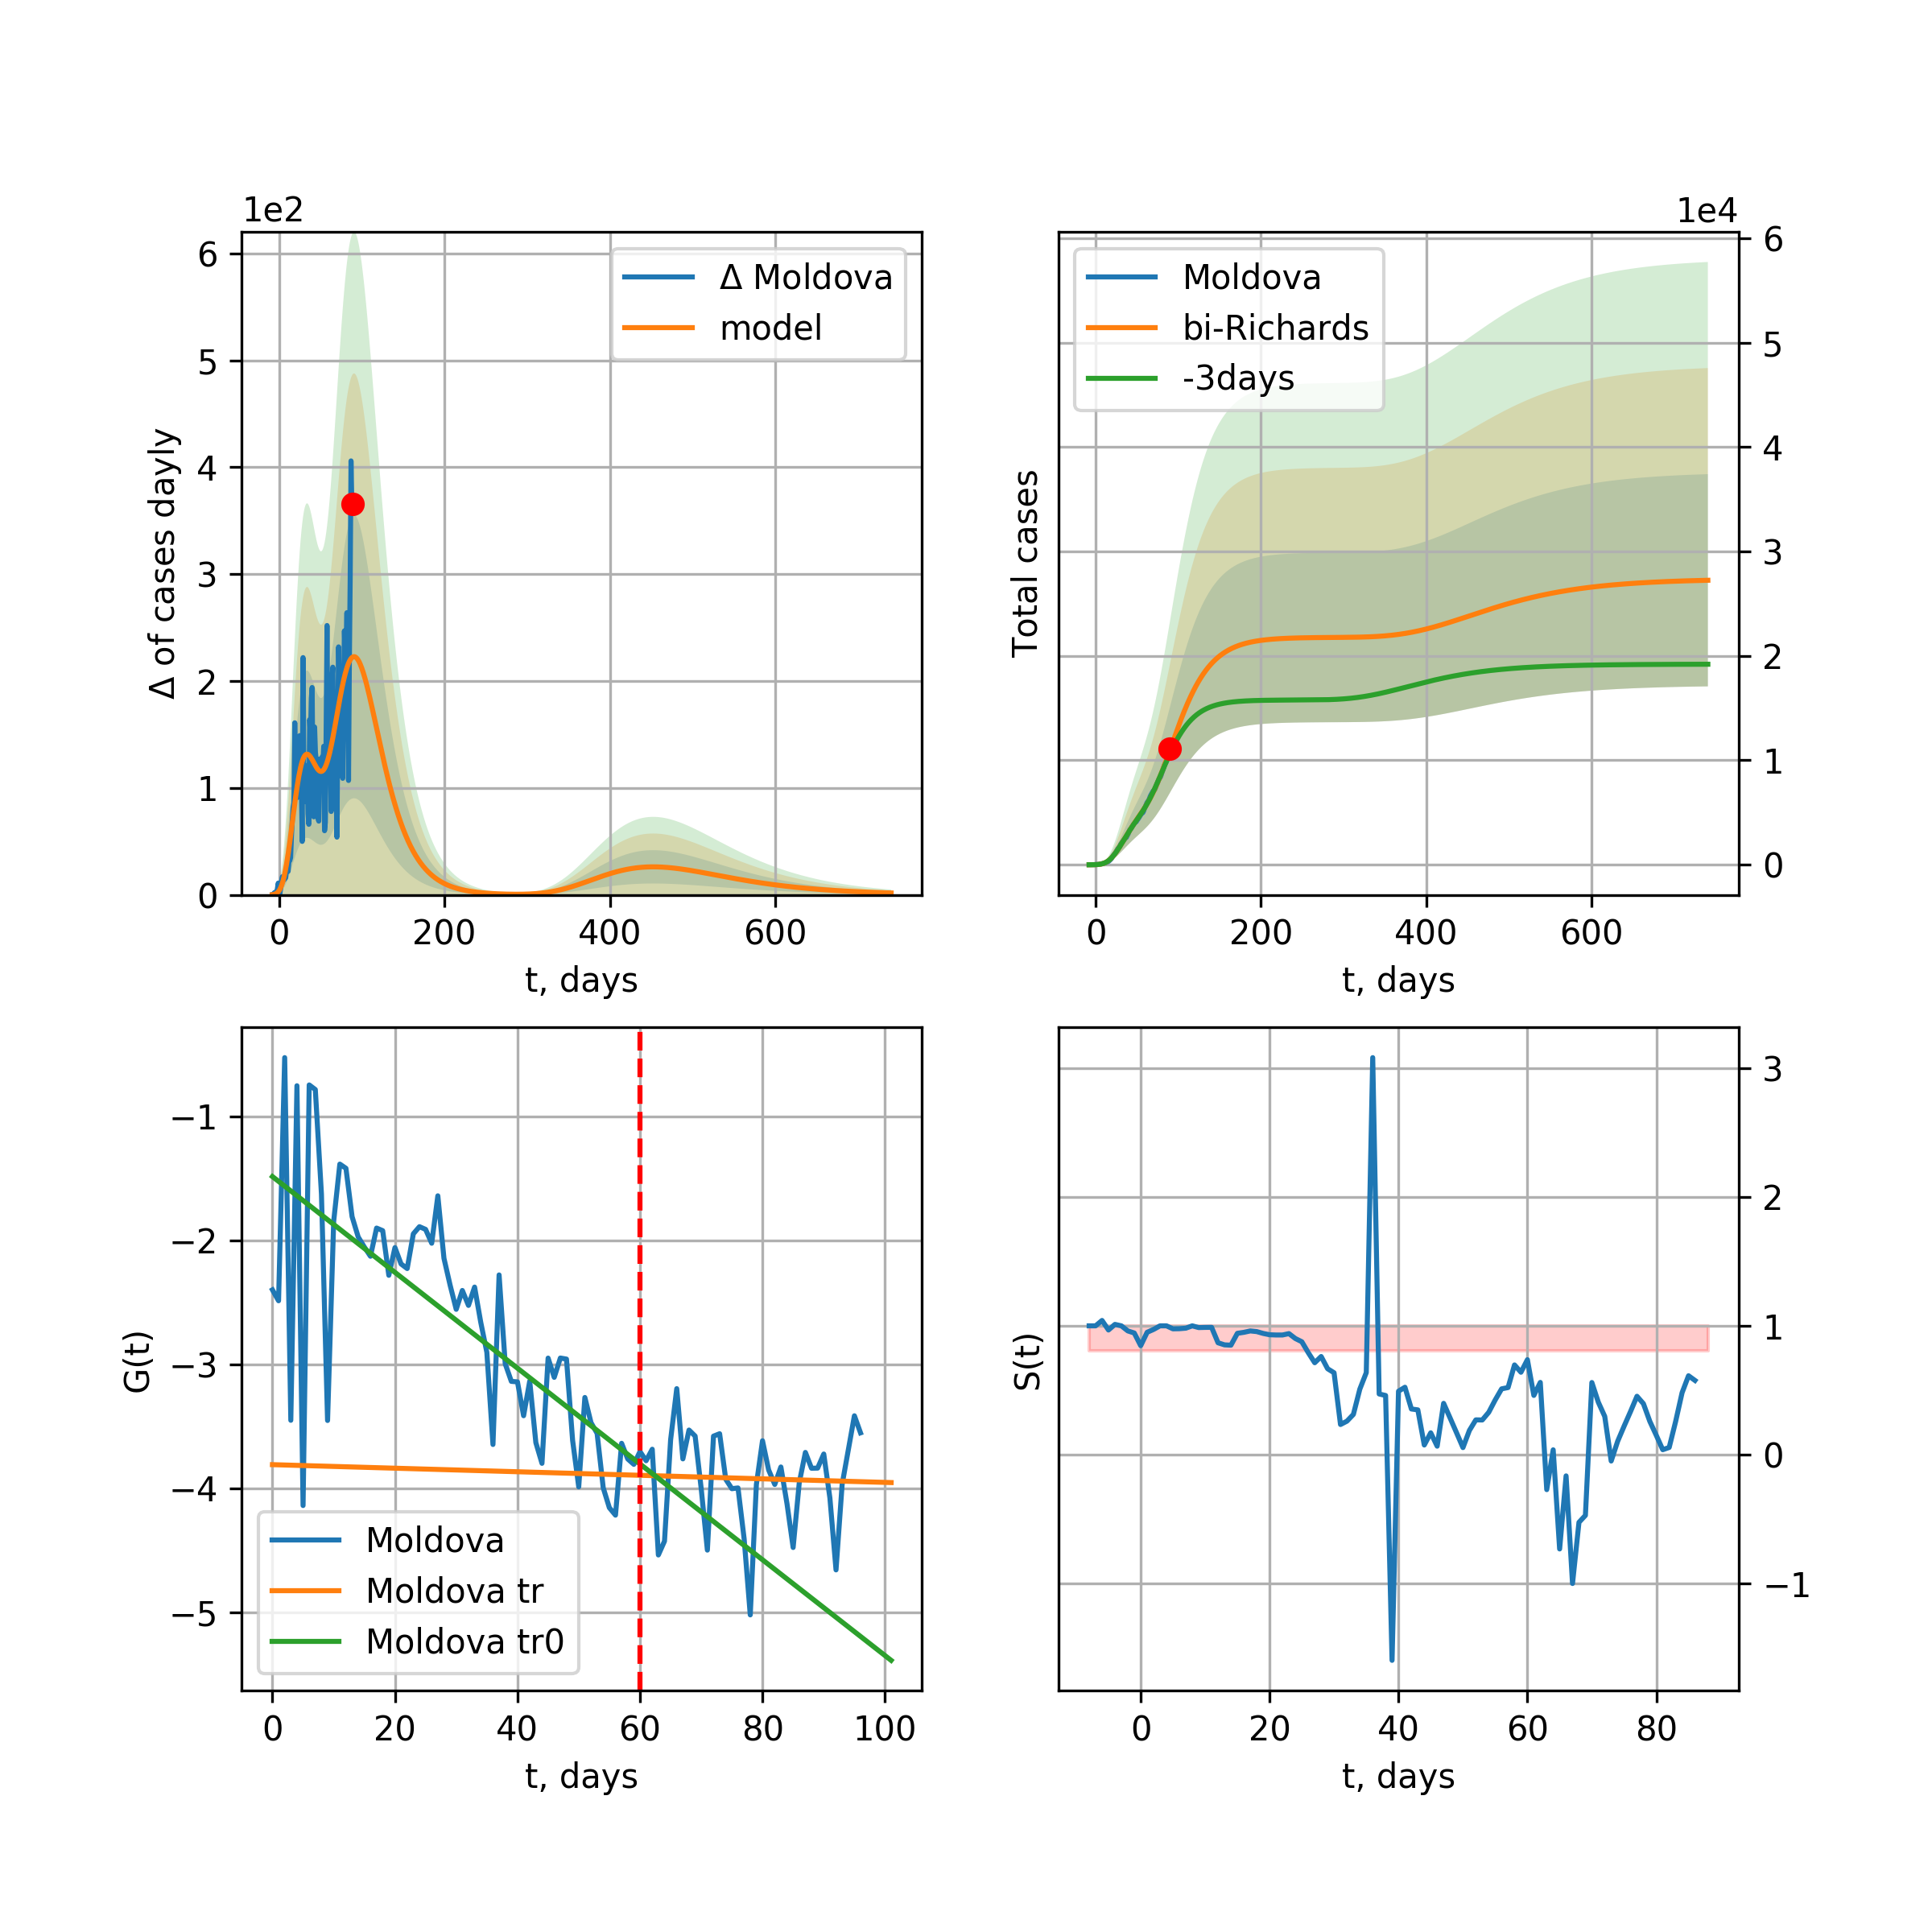 1e2
6
5
4
3
2
1
0
Δ of cases dayly
Δ Moldova
model
0 200 400 600
t, days
1e4
6
5
4
3
2
1
0
Total cases
Moldova
bi-Richards
-3days
0 200 400 600
t, days
−1
−2
−3
−4
−5
G(t)
Moldova
Moldova tr
Moldova tr0
0 20 40 60 80 100
t, days
3
2
1
0
−1
S(t)
0 20 40 60 80
t, days